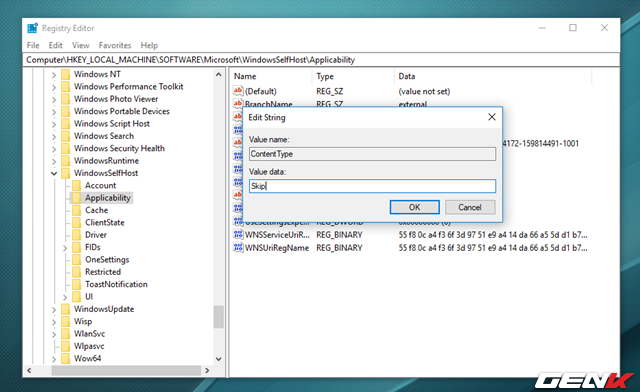 Registry Editor
File Edit View Favorites Help
Computer\HKEY_LOCAL_MACHINE\SOFTWARE\Microsoft\WindowsSelfHost\Applicability
Windows NT
Windows Performance Toolkit
Windows Photo Viewer
Windows Portable Devices
Windows Script Host
Windows Search
Windows Security Health
WindowsRuntime
WindowsSelfHost
Account
Applicability
Cache
ClientState
Driver
FIDs
OneSettings
Restricted
ToastNotification
UI
WindowsUpdate
Wisp
WlanSvc
Wlpasvc
Wow64
Name Type Data
(Default) REG_SZ (value not set)
BranchName REG_SZ external
4172-159814491-1001
WNSServiceUriR... REG_BINARY 55 f8 0c a4 f3 6f 3d 97 51 e9 a4 14 da 66 a5 5d d1 b7...
WNSUriRegName REG_BINARY 55 f8 0c a4 f3 6f 3d 97 51 e9 a4 14 da 66 a5 5d d1 b7...
Edit String
Value name:
ContentType
Value data:
Skip
OK Cancel
GENK